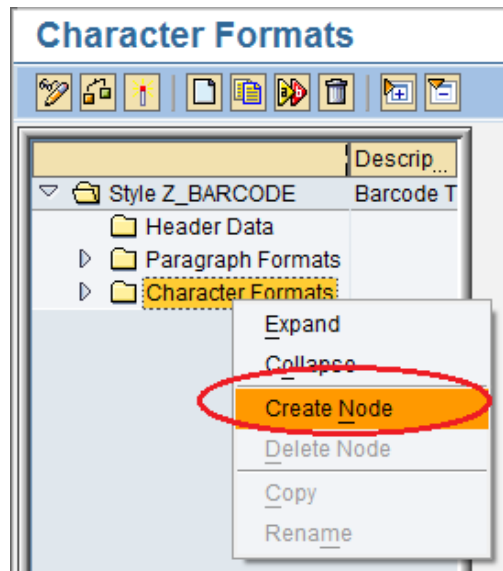 Character Formats
Descrip...
Style Z_BARCODE Barcode T
Header Data
Paragraph Formats
Character Formats
Expand
Collapse
Create Node
Delete Node
Copy
Rename